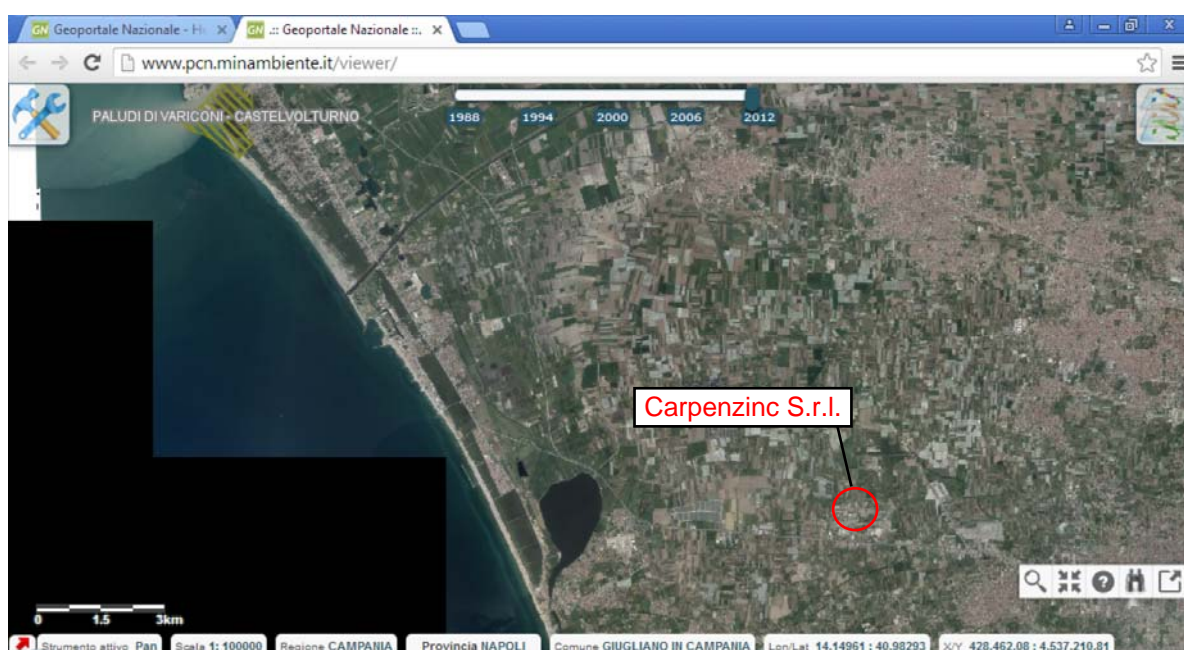 GN Geoportale Nazionale - H
GN .:: Geoportale Nazionale ::.
www.pcn.minambiente.it/viewer/
PALUDI DI VARICONI - CASTELVOLTURNO
1988 1994 2000 2006 2012
Carpenzinc S.r.l.
0 1.5 3km
Strumento attivo Pan
Scala 1: 100000
Regione CAMPANIA
Provincia NAPOLI
Comune GIUGLIANO IN CAMPANIA
Lon/Lat 14.14961 ; 40.98293
X/Y 428,462.08 ; 4,537,210.81